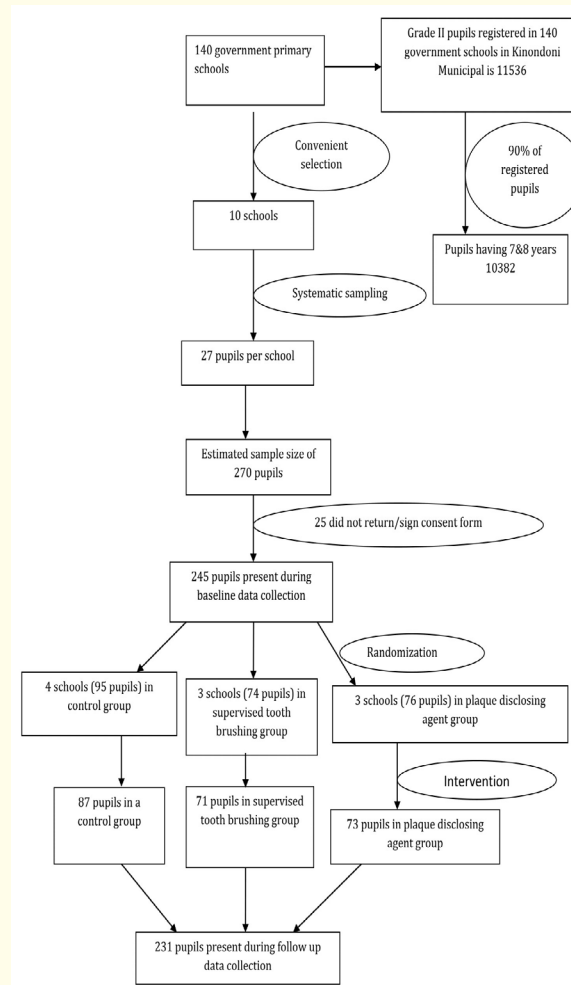 140 government primary
schools
Grade II pupils registered in 140
government schools in Kinondoni
Municipal is 11536
Convenient
selection
90% of
registered
pupils
10 schools
Pupils having 7&8 years
10382
Systematic sampling
27 pupils per school
Estimated sample size of
270 pupils
25 did not return/sign consent form
245 pupils present during
baseline data collection
Randomization
4 schools (95 pupils) in
control group
3 schools (74 pupils) in
supervised tooth
brushing group
3 schools (76 pupils) in plaque disclosing
agent group
Intervention
87 pupils in a
control group
71 pupils in supervised
tooth brushing group
73 pupils in plaque disclosing
agent group
231 pupils present during follow up
data collection